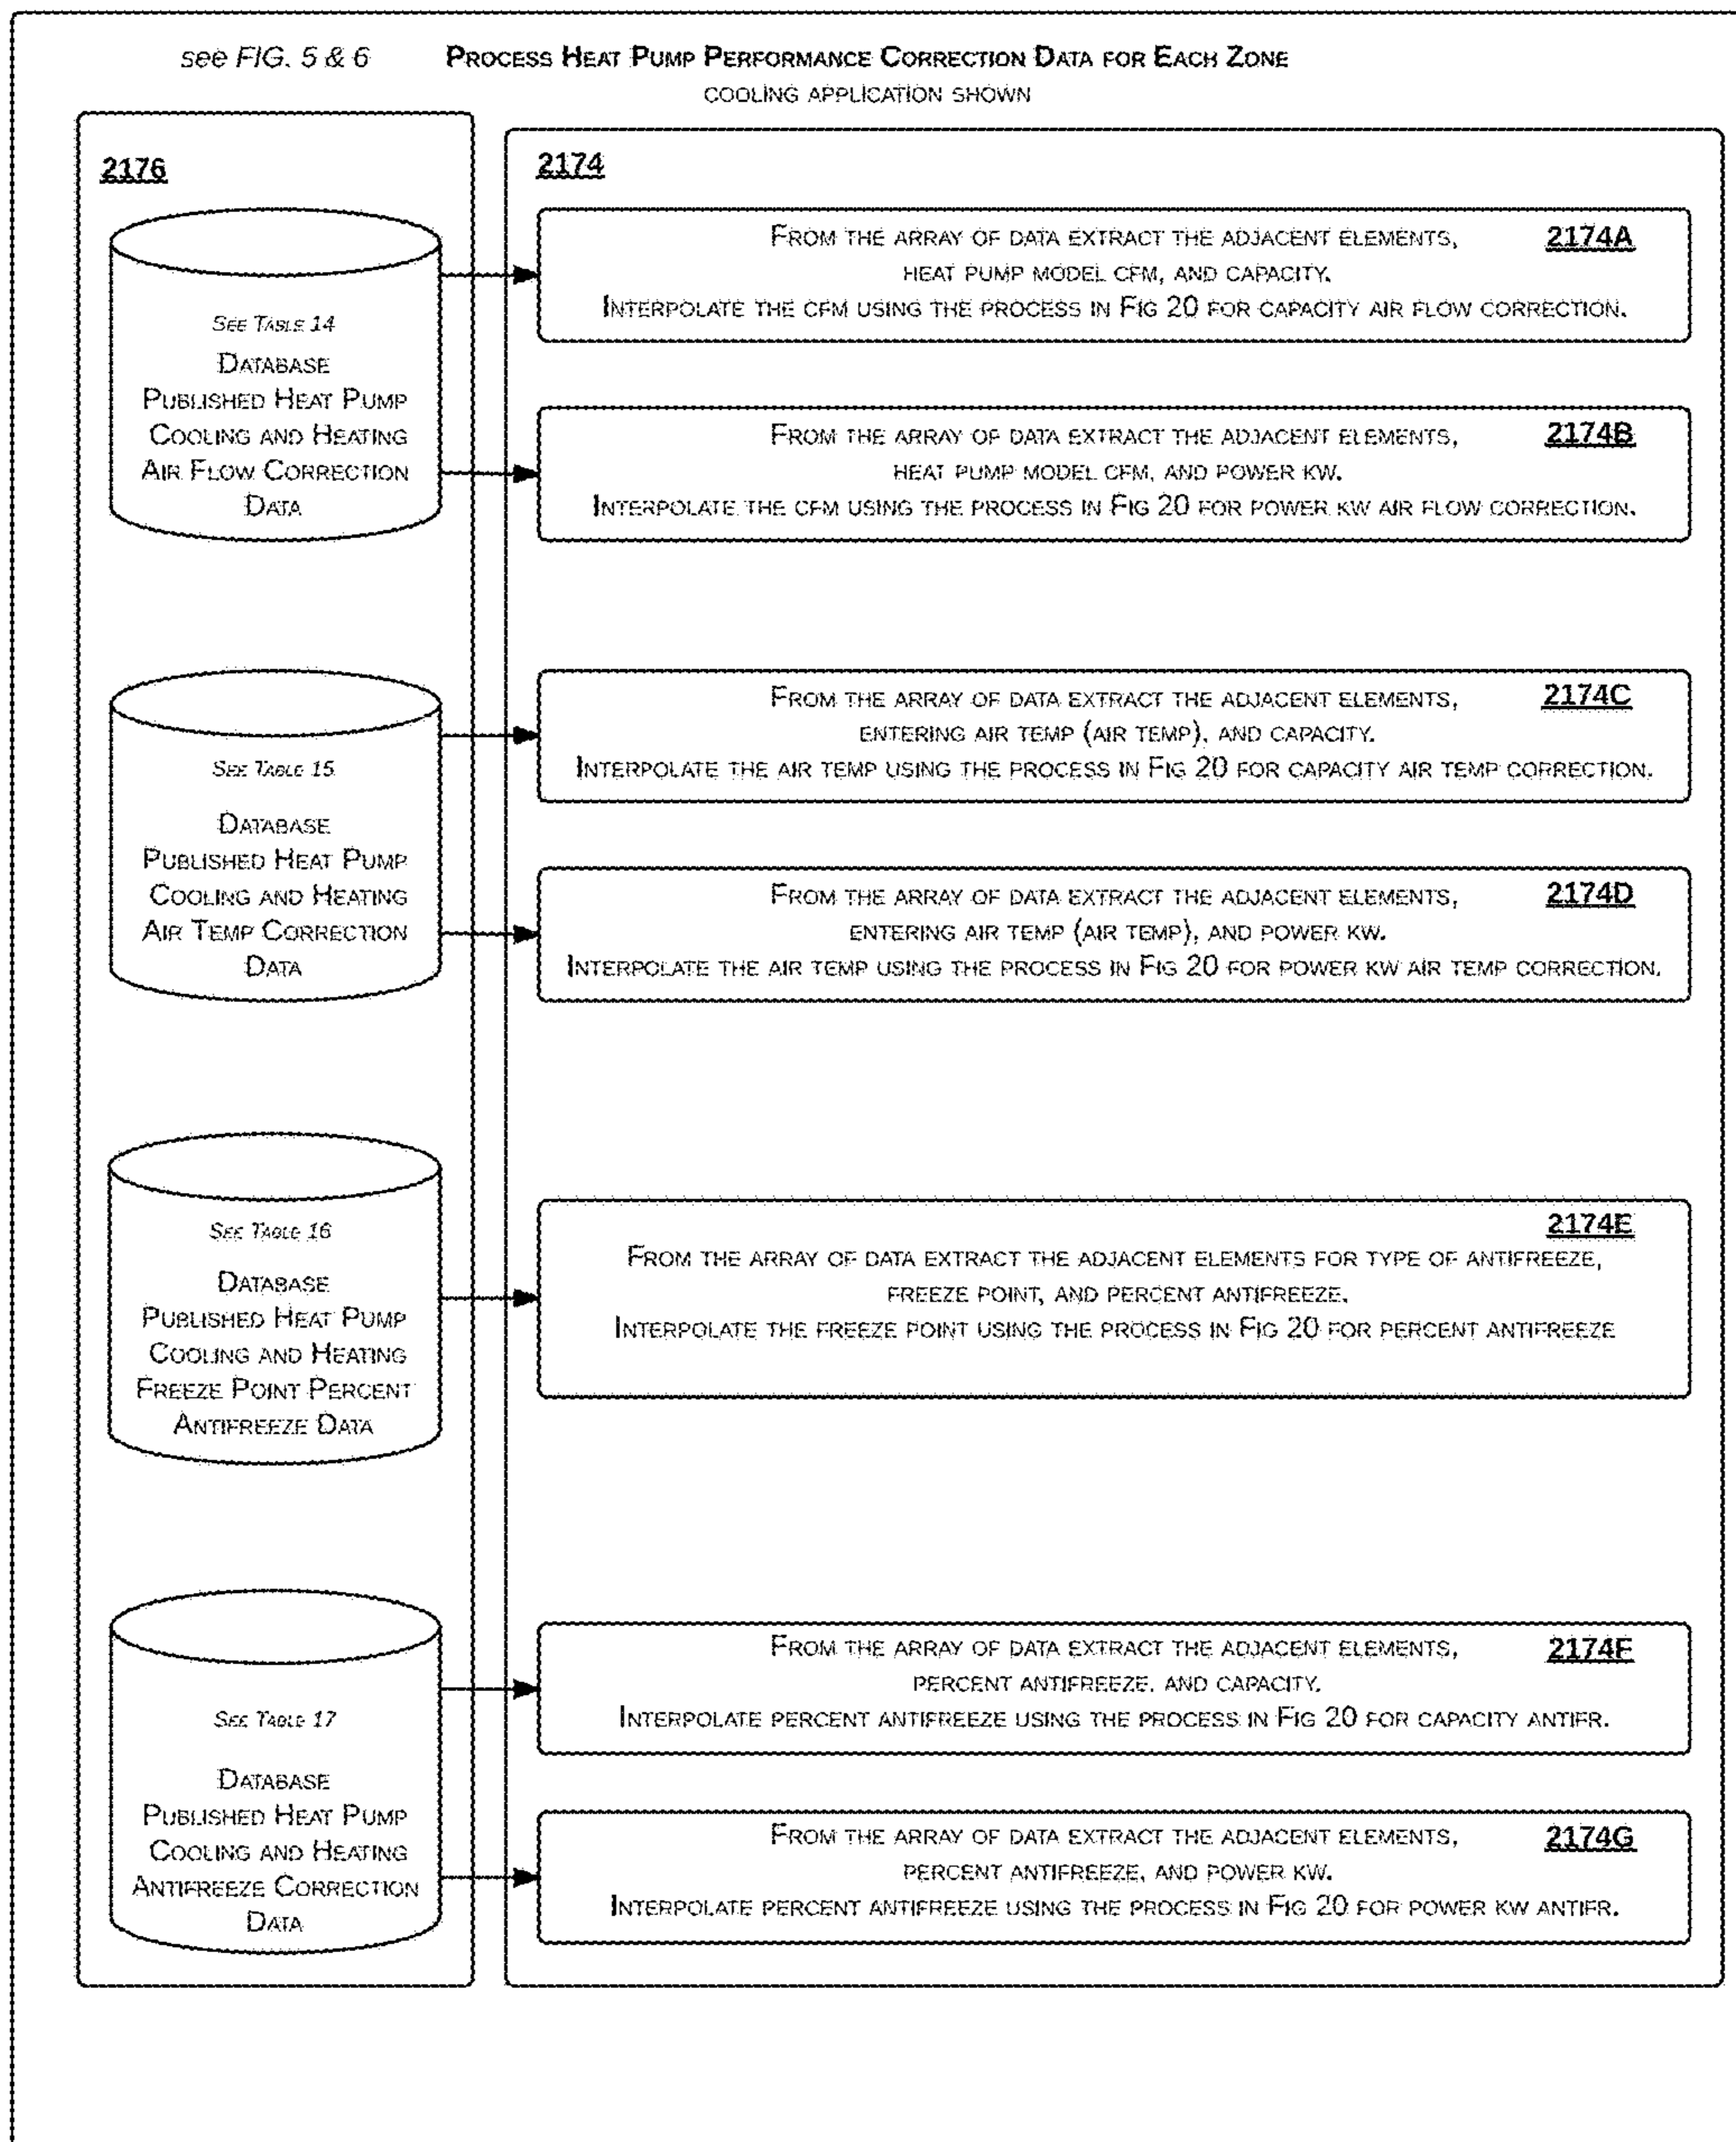 see FIG. 5 & 6 PROCESS HEAT PUMP PERFORMANCE CORRECTION DATA FOR EACH ZONE
COOLING APPLICATION SHOWN
2176
2174
SEE TABLE 14
DATABASE
PUBLISHED HEAT PUMP
COOLING AND HEATING
AIR FLOW CORRECTION
DATA
FROM THE ARRAY OF DATA EXTRACT THE ADJACENT ELEMENTS, 2174A
HEAT PUMP MODEL CFM, AND CAPACITY.
INTERPOLATE THE CFM USING THE PROCESS IN FIG 20 FOR CAPACITY AIR FLOW CORRECTION.
FROM THE ARRAY OF DATA EXTRACT THE ADJACENT ELEMENTS, 2174B
HEAT PUMP MODEL CFM, AND POWER KW.
INTERPOLATE THE CFM USING THE PROCESS IN FIG 20 FOR POWER KW AIR FLOW CORRECTION.
SEE TABLE 15
DATABASE
PUBLISHED HEAT PUMP
COOLING AND HEATING
AIR TEMP CORRECTION
DATA
FROM THE ARRAY OF DATA EXTRACT THE ADJACENT ELEMENTS, 2174C
ENTERING AIR TEMP (AIR TEMP), AND CAPACITY.
INTERPOLATE THE AIR TEMP USING THE PROCESS IN FIG 20 FOR CAPACITY AIR TEMP CORRECTION.
FROM THE ARRAY OF DATA EXTRACT THE ADJACENT ELEMENTS, 2174D
ENTERING AIR TEMP (AIR TEMP), AND POWER KW.
INTERPOLATE THE AIR TEMP USING THE PROCESS IN FIG 20 FOR POWER KW AIR TEMP CORRECTION.
SEE TABLE 16
DATABASE
PUBLISHED HEAT PUMP
COOLING AND HEATING
FREEZE POINT PERCENT
ANTIFREEZE DATA
2174E
FROM THE ARRAY OF DATA EXTRACT THE ADJACENT ELEMENTS FOR TYPE OF ANTIFREEZE,
FREEZE POINT, AND PERCENT ANTIFREEZE.
INTERPOLATE THE FREEZE POINT USING THE PROCESS IN FIG 20 FOR PERCENT ANTIFREEZE
SEE TABLE 17
DATABASE
PUBLISHED HEAT PUMP
COOLING AND HEATING
ANTIFREEZE CORRECTION
DATA
FROM THE ARRAY OF DATA EXTRACT THE ADJACENT ELEMENTS, 2174F
PERCENT ANTIFREEZE, AND CAPACITY.
INTERPOLATE PERCENT ANTIFREEZE USING THE PROCESS IN FIG 20 FOR CAPACITY ANTIFR.
FROM THE ARRAY OF DATA EXTRACT THE ADJACENT ELEMENTS, 2174G
PERCENT ANTIFREEZE, AND POWER KW.
INTERPOLATE PERCENT ANTIFREEZE USING THE PROCESS IN FIG 20 FOR POWER KW ANTIFR.